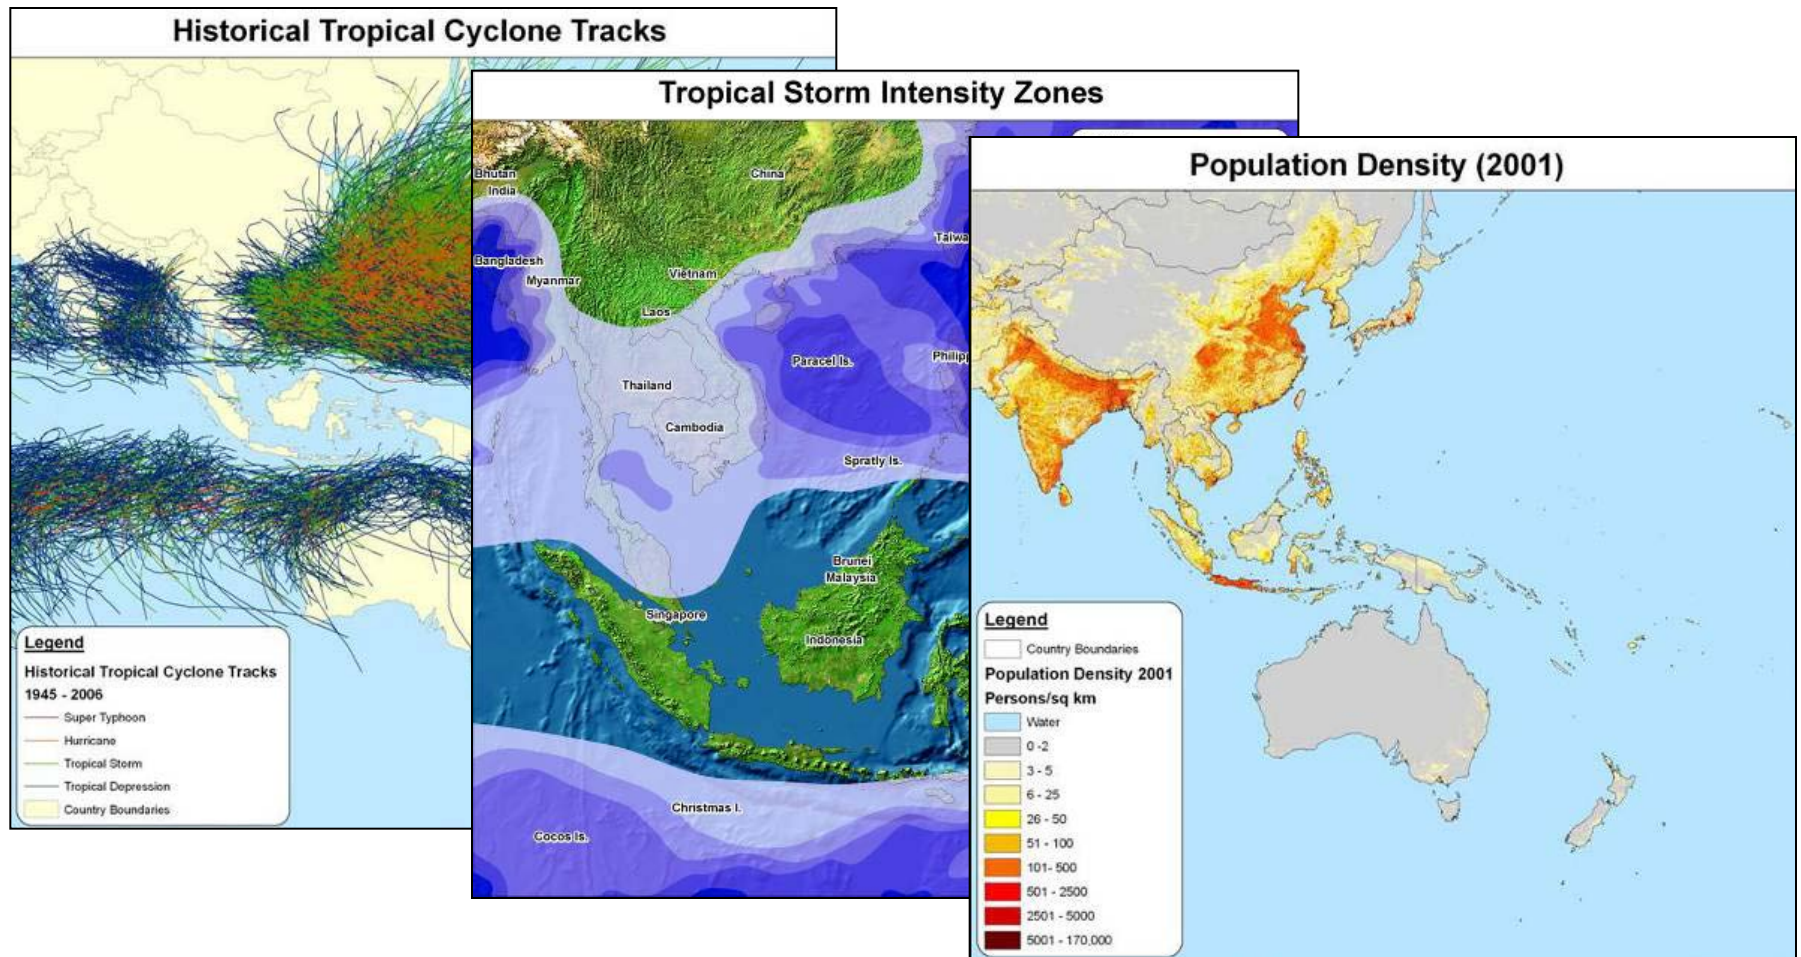 Historical Tropical Cyclone Tracks
Legend
Historical Tropical Cyclone Tracks
1945 - 2006
Super Typhoon
Hurricane
Tropical Storm
Tropical Depression
Country Boundaries
Tropical Storm Intensity Zones
Bhutan
India
China
Taiwa
Bangladesh
Myanmar
Vietnam
Laos
Paracel Is.
Philipp
Thailand
Cambodia
Spratly Is.
Brunei
Malaysia
Singapore
Indonesia
Christmas I.
Cocos Is.
Population Density (2001)
Legend
Country Boundaries
Population Density 2001
Persons/sq km
Water
0 -2
3 - 5
6 - 25
26 - 50
51 - 100
101- 500
501 - 2500
2501 - 5000
5001 - 170,000